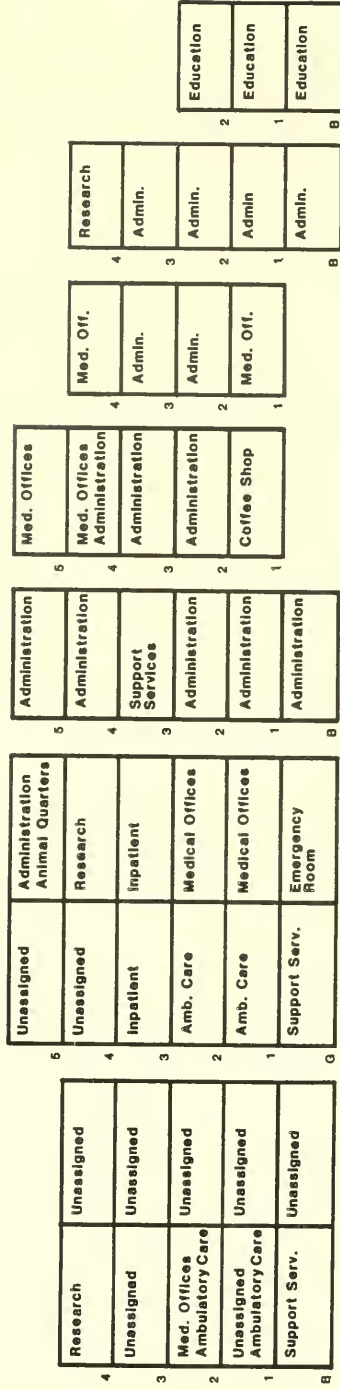 4
Research
Unassigned
3
Unassigned
Unassigned
2
Med. Offices
Ambulatory Care
Unassigned
1
Unassigned
Ambulatory Care
Unassigned
B
Support Serv.
Unassigned
5
Unassigned
Administration
Animal Quarters
4
Unassigned
Research
3
Inpatient
Inpatient
2
Amb. Care
Medical Offices
1
Amb. Care
Medical Offices
G
Support Serv.
Emergency
Room
5
Administration
4
Administration
3
Support
Services
2
Administration
1
Administration
B
Administration
5
Med. Offices
4
Med. Offices
Administration
3
Administration
2
Administration
1
Coffee Shop
4
Med. Off.
3
Admin.
2
Admin.
1
Med. Off.
4
Research
3
Admin.
2
Admin.
1
Admin
B
Admin.
2
Education
1
Education
B
Education